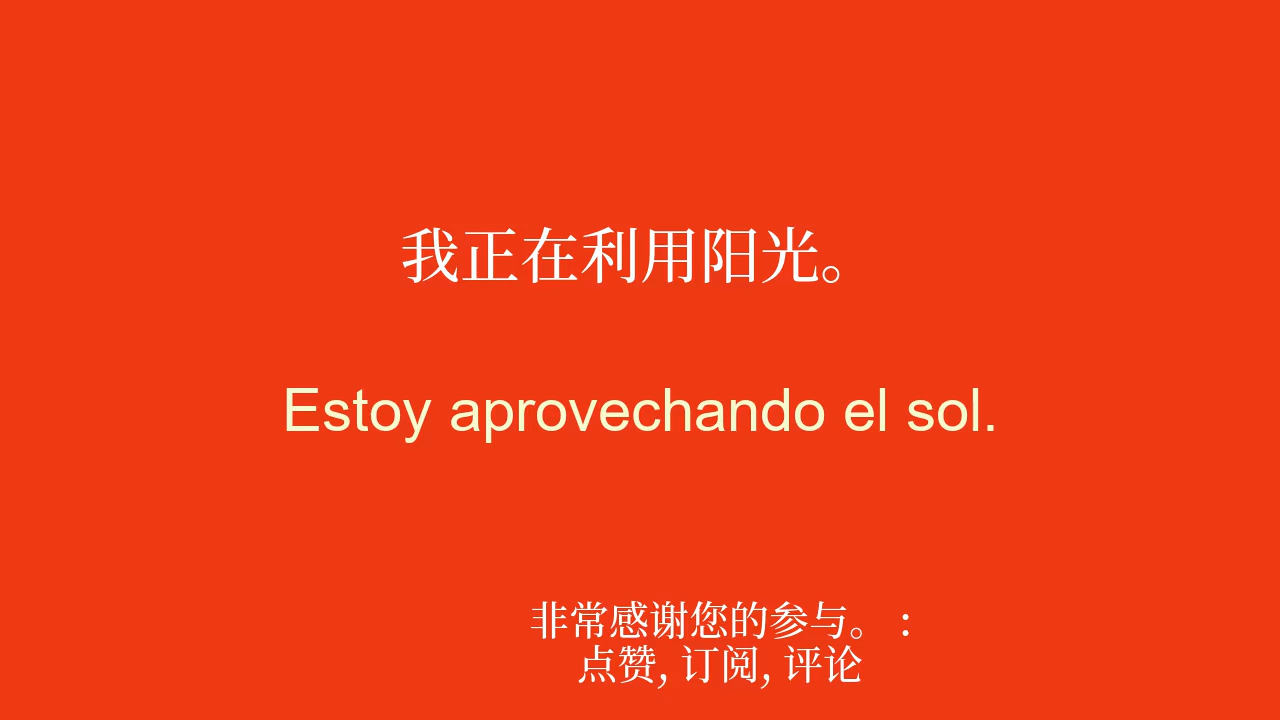 我正在利用阳光。
Estoy aprovechando el sol.
非常感谢您的参与。 :
点赞, 订阅, 评论